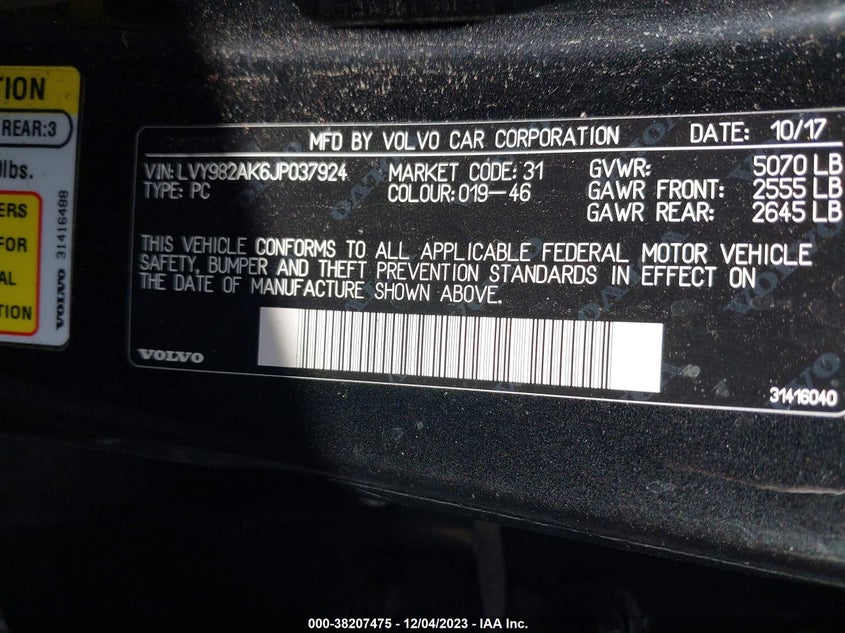 TION
REAR:3
lbs.
ERS
FOR
AL
TION
VOLVO 31416488
MFD BY VOLVO CAR CORPORATION DATE: 10/17
VIN:LVY982AK6JP037924 MARKET CODE:31 GVWR: 5070 LB
TYPE: PC COLOUR:019-46 GAWR FRONT: 2555 LB
GAWR REAR: 2645 LB
THIS VEHICLE CONFORMS TO ALL APPLICABLE FEDERAL MOTOR VEHICLE
SAFETY, BUMPER AND THEFT PREVENTION STANDARDS IN EFFECT ON
THE DATE OF MANUFACTURE SHOWN ABOVE.
VOLVO
31416040
000-38207475 - 12/04/2023 - IAA Inc.